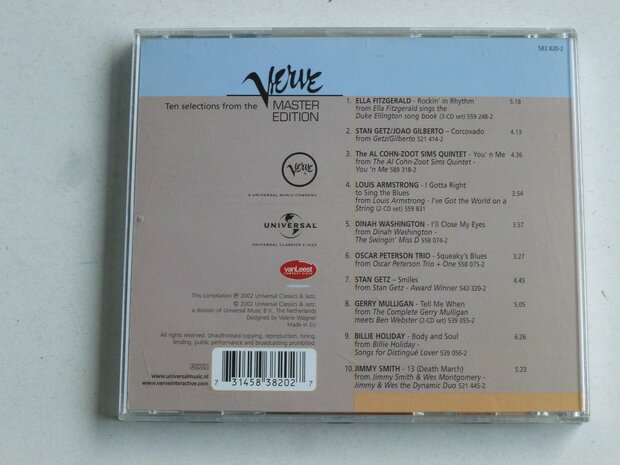 583 820-2
Ten selections from the VERVE MASTER
EDITION
1. ELLA FITZGERALD - Rockin' in Rhythm 5.18
from Ella Fitzgerald sings the
Duke Ellington song book (3-CD set) 559 248-2
2. STAN GETZ/JOAO GILBERTO - Corcovado 4.13
from Getz/Gilberto 521 414-2
3. The AL COHN-ZOOT SIMS QUINTET - You' n Me 4.36
from The Al Cohn-Zoot Sims Quintet -
You 'n Me 589 318-2
4. LOUIS ARMSTRONG - I Gotta Right
to Sing the Blues 3.54
from Louis Armstrong - I've Got the World on a
String (2-CD set) 559 831
5. DINAH WASHINGTON - I'll Close My Eyes 3.57
from Dinah Washington -
The Swingin' Miss D 558 074-2
6. OSCAR PETERSON TRIO - Squeaky's Blues 3.27
from Oscar Peterson Trio + One 558 075-2
7. STAN GETZ – Smiles 4.45
from Stan Getz - Award Winner 543 320-2
8. GERRY MULLIGAN - Tell Me When 5.05
from The Complete Gerry Mulligan
meets Ben Webster (2-CD set) 539 055-2
9. BILLIE HOLIDAY - Body and Soul 6.26
from Billie Holiday -
Songs for Distingué Lover 539 056-2
10. JIMMY SMITH - 13 (Death March) 5.23
from Jimmy Smith & Wes Montgomery -
Jimmy & Wes the Dynamic Duo 521 445-2
VERVE
A UNIVERSAL MUSIC COMPANY
UNIVERSAL
UNIVERSAL CLASSICS & JAZZ
vanLeest
This compilation ℗ 2002 Universal Classics & Jazz,
© 2002 Universal Classics & Jazz,
a division of Universal Music B.V., The Netherlands
Designed by Valerie Wagner
Made in EU
All rights reserved. Unauthorised copying, reproduction, hiring,
lending, public performance and broadcasting prohibited.
www.universalmusic.nl
www.verveinteractive.com
7 31458 38202 7